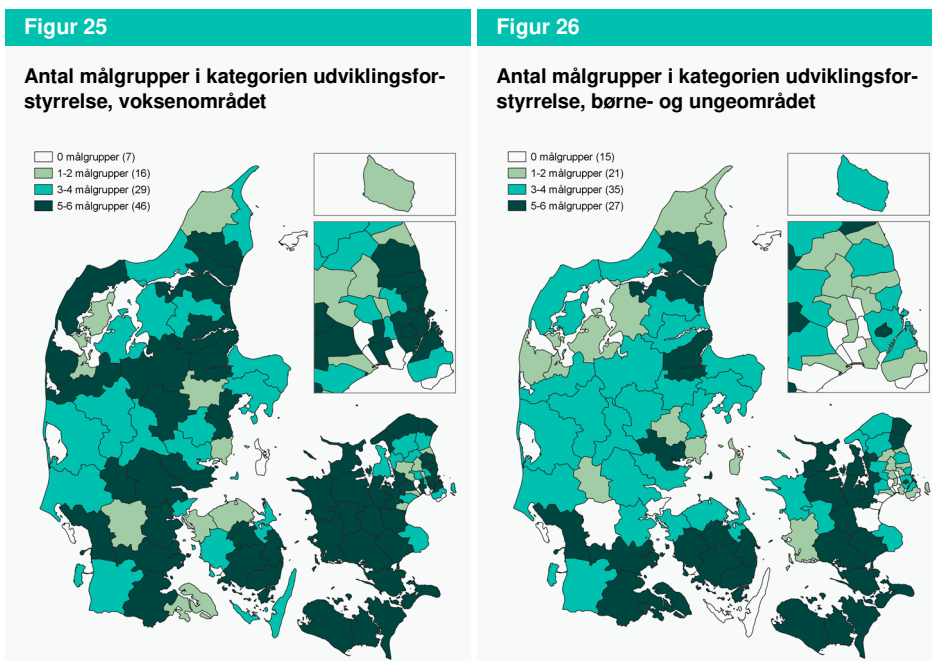 Figur 25
Antal målgrupper i kategorien udviklingsfor-
styrrelse, voksenområdet
0 målgrupper (7)
1-2 målgrupper (16)
3-4 målgrupper (29)
5-6 målgrupper (46)
Figur 26
Antal målgrupper i kategorien udviklingsfor-
styrrelse, børne- og ungeområdet
0 målgrupper (15)
1-2 målgrupper (21)
3-4 målgrupper (35)
5-6 målgrupper (27)